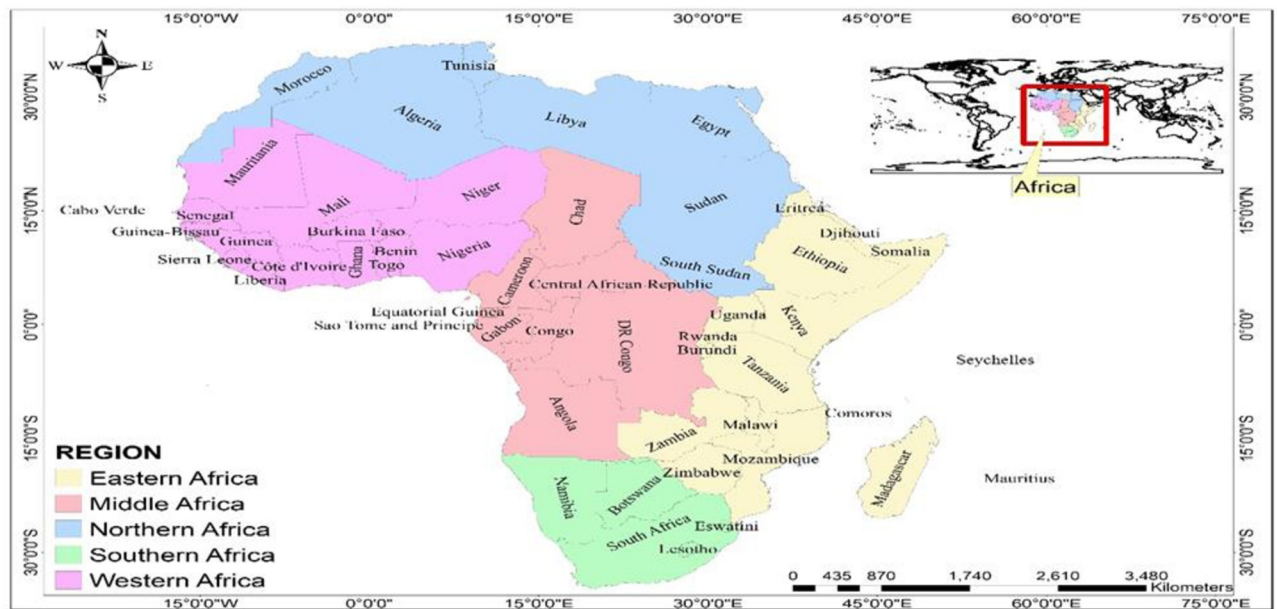 15°0'0"W 0°0'0" 15°0'0"E 30°0'0"E 45°0'0"E 60°0'0"E 75°0'0"E
N
W E
S
30°0'0"N
15°0'0"N
0°0'0"
15°0'0"S
30°0'0"S
Morocco
Tunisia
Algeria
Libya
Egypt
Mauritania
Mali
Niger
Chad
Sudan
Eritrea
Cabo Verde
Senegal
Guinea-Bissau
Guinea
Burkina Faso
Sierra Leone
Côte d'Ivoire
Liberia
Ghana
Benin
Togo
Nigeria
Djibouti
Somalia
Ethiopia
South Sudan
Cameroon
Central African Republic
Equatorial Guinea
Sao Tome and Principe
Gabon
Congo
DR Congo
Uganda
Kenya
Rwanda
Burundi
Tanzania
Seychelles
Comoros
Angola
Zambia
Malawi
Mozambique
Zimbabwe
Madagascar
Mauritius
Namibia
Botswana
South Africa
Eswatini
Lesotho
Africa
30°0'0"N
15°0'0"N
0°0'0"
15°0'0"S
30°0'0"S
REGION
Eastern Africa
Middle Africa
Northern Africa
Southern Africa
Western Africa
0 435 870 1,740 2,610 3,480
Kilometers
15°0'0"W 0°0'0" 15°0'0"E 30°0'0"E 45°0'0"E 60°0'0"E 75°0'0"E